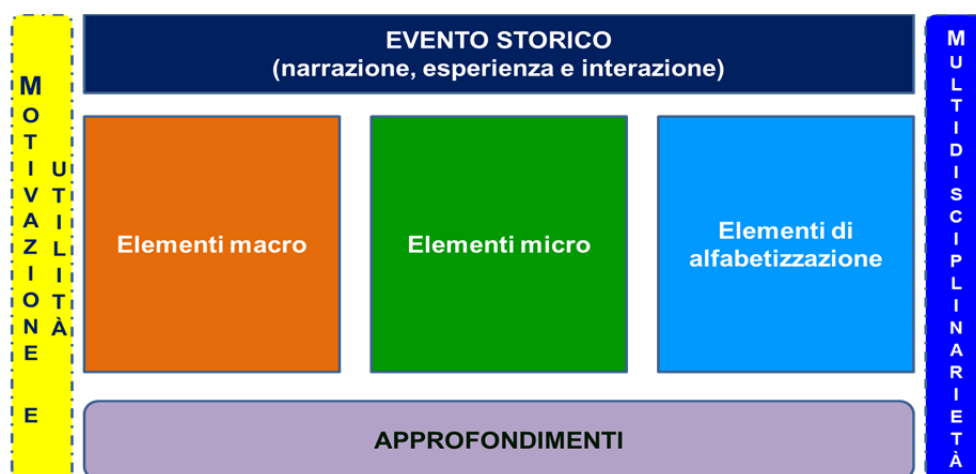 MOTIVAZIONE E
UTILITÀ
EVENTO STORICO
(narrazione, esperienza e interazione)
Elementi macro
Elementi micro
Elementi di
alfabetizzazione
APPROFONDIMENTI
MULTIDISCIPLINARIETÀ